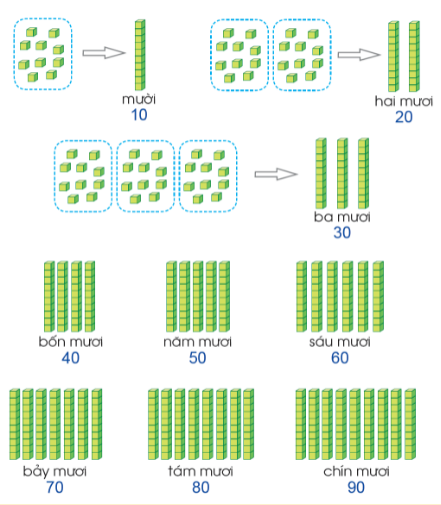 mười
10
hai mươi
20
ba mươi
30
bốn mươi
40
năm mươi
50
sáu mươi
60
bảy mươi
70
tám mươi
80
chín mươi
90